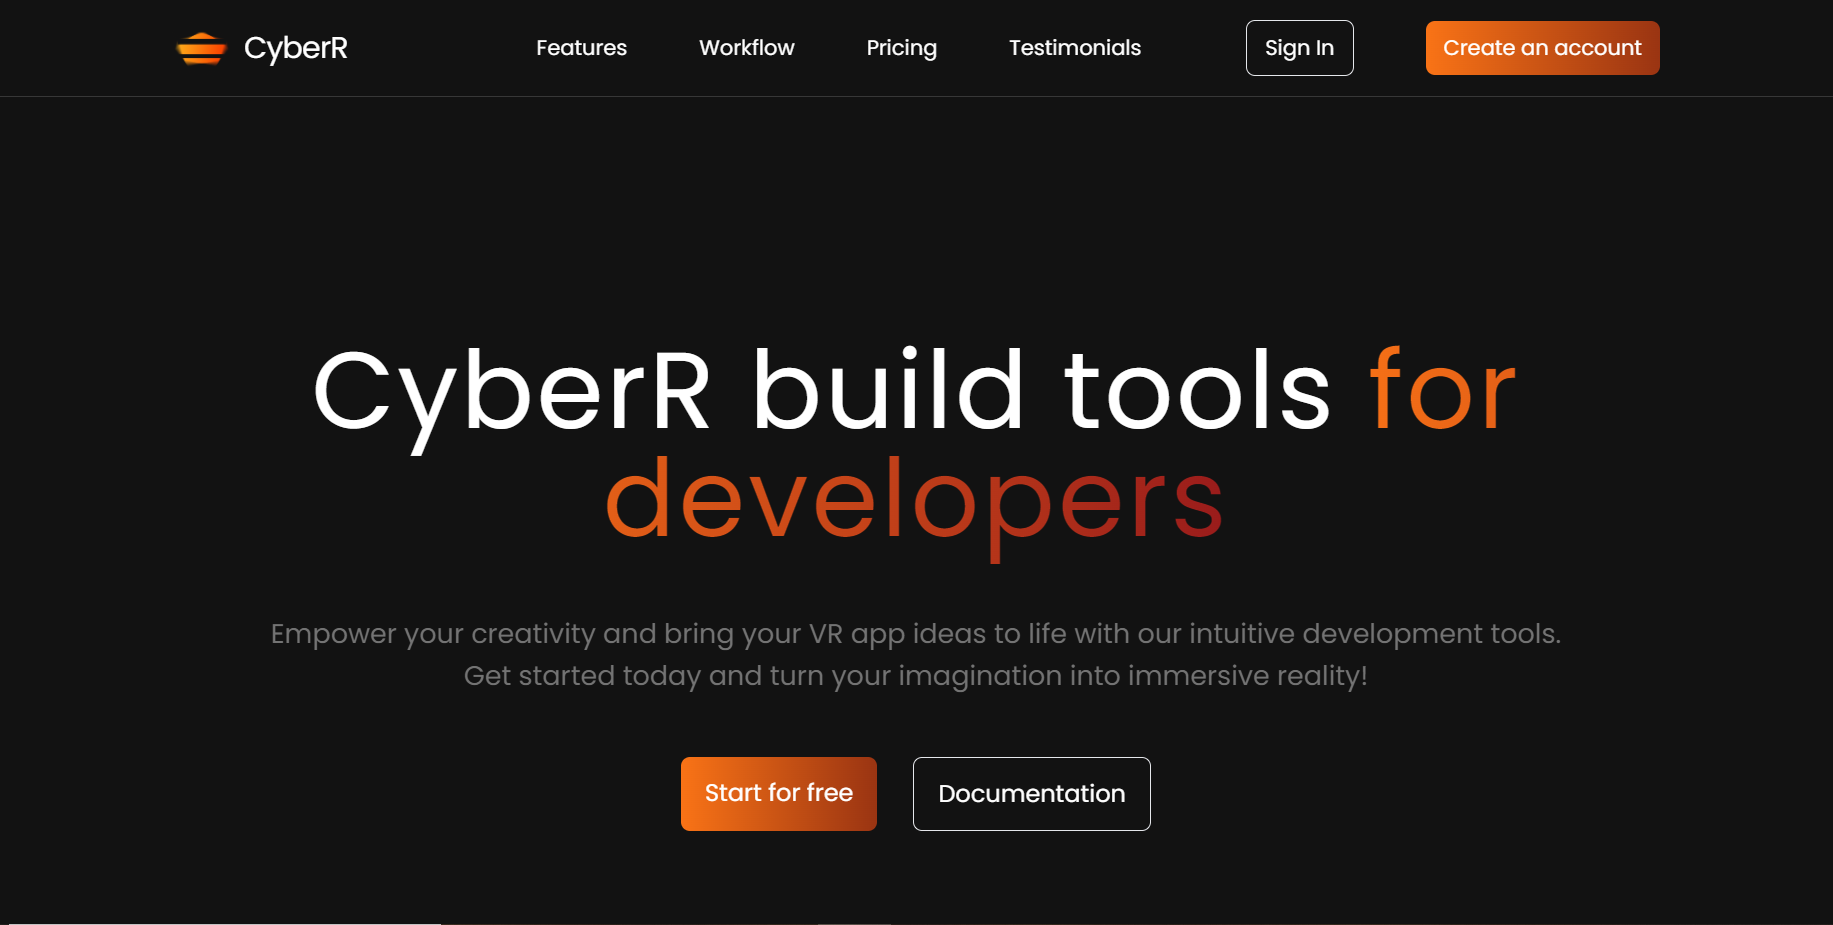 CyberR
Features
Workflow
Pricing
Testimonials
Sign In
Create an account
CyberR build tools for
developers
Empower your creativity and bring your VR app ideas to life with our intuitive development tools.
Get started today and turn your imagination into immersive reality!
Start for free
Documentation